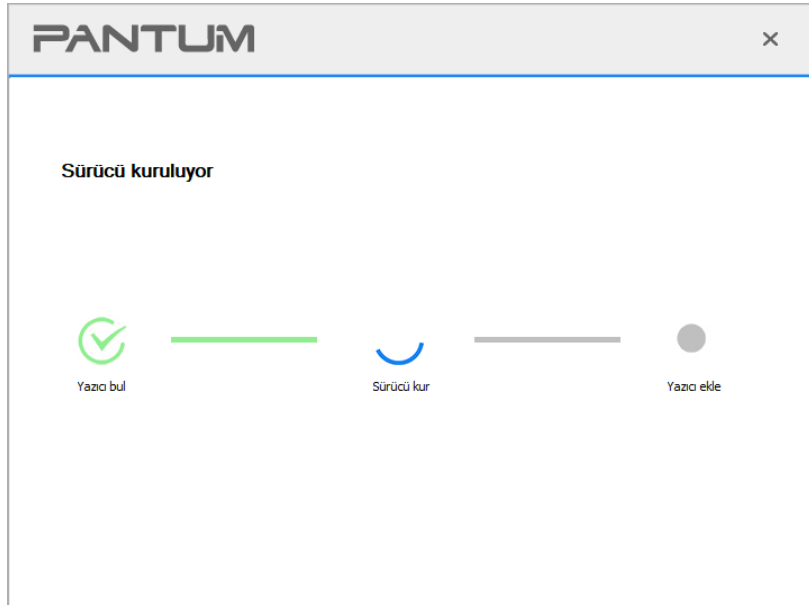 PANTUM
Sürücü kuruluyor
Yazıcı bul
Sürücü kur
Yazıcı ekle